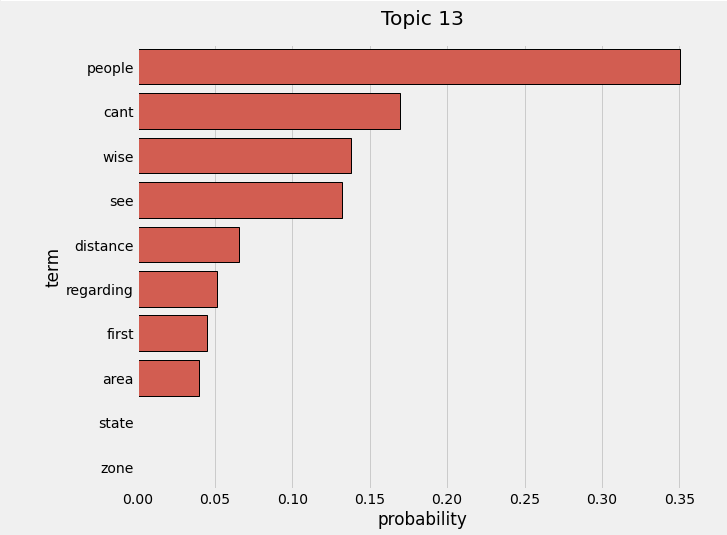 Topic 13
people
cant
wise
see
distance
regarding
first
area
state
zone
term
0.00 0.05 0.10 0.15 0.20 0.25 0.30 0.35
probability